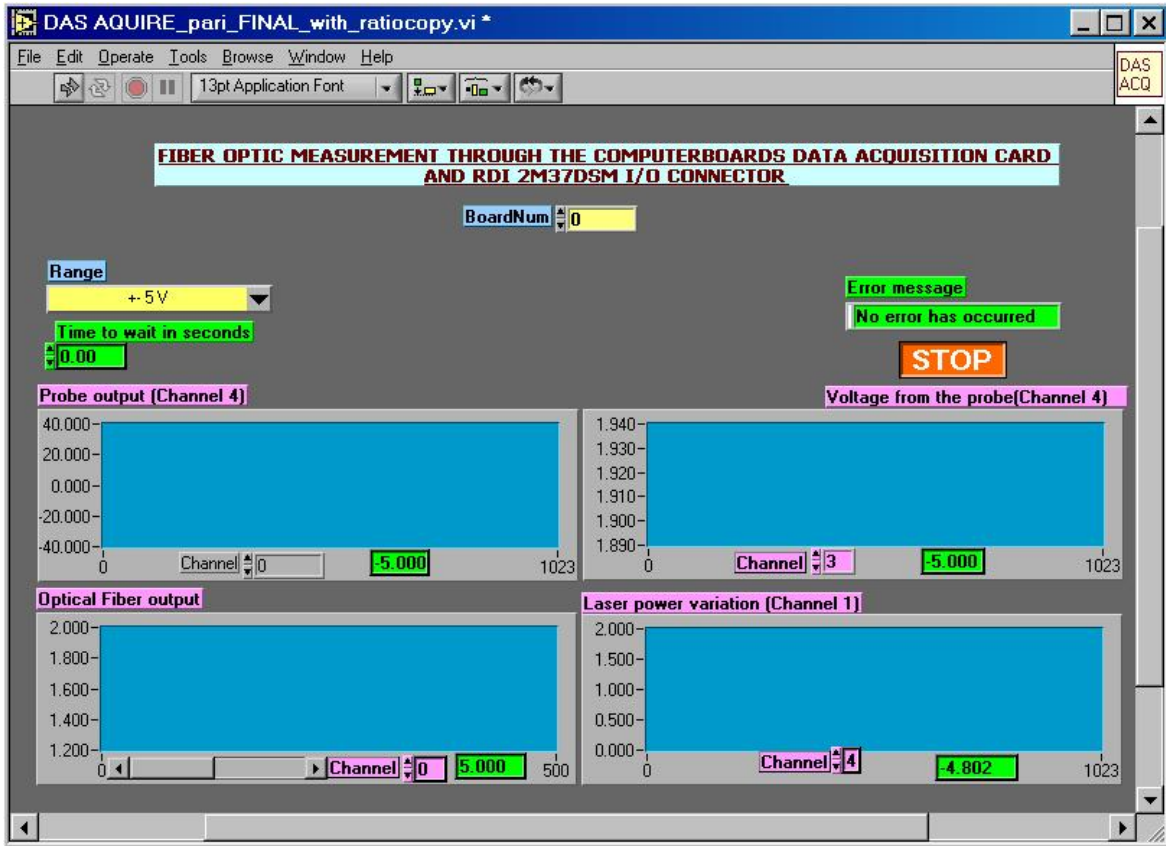 DAS AQUIRE_pari_FINAL_with_ratiocopy.vi *
File Edit Operate Tools Browse Window Help
DAS
ACQ
13pt Application Font
FIBER OPTIC MEASUREMENT THROUGH THE COMPUTERBOARDS DATA ACQUISITION CARD
AND RDI 2M37DSM I/O CONNECTOR
BoardNum 0
Range
+- 5 V
Time to wait in seconds
0.00
Error message
No error has occurred
STOP
Probe output (Channel 4)
40.000
20.000
0.000
-20.000
-40.000
0 1023
Channel 0 -5.000
Voltage from the probe(Channel 4)
1.940
1.930
1.920
1.910
1.900
1.890
0 1023
Channel 3 -5.000
Optical Fiber output
2.000
1.800
1.600
1.400
1.200
0 500
Channel 0 5.000
Laser power variation (Channel 1)
2.000
1.500
1.000
0.500
0.000
0 1023
Channel 4 -4.802